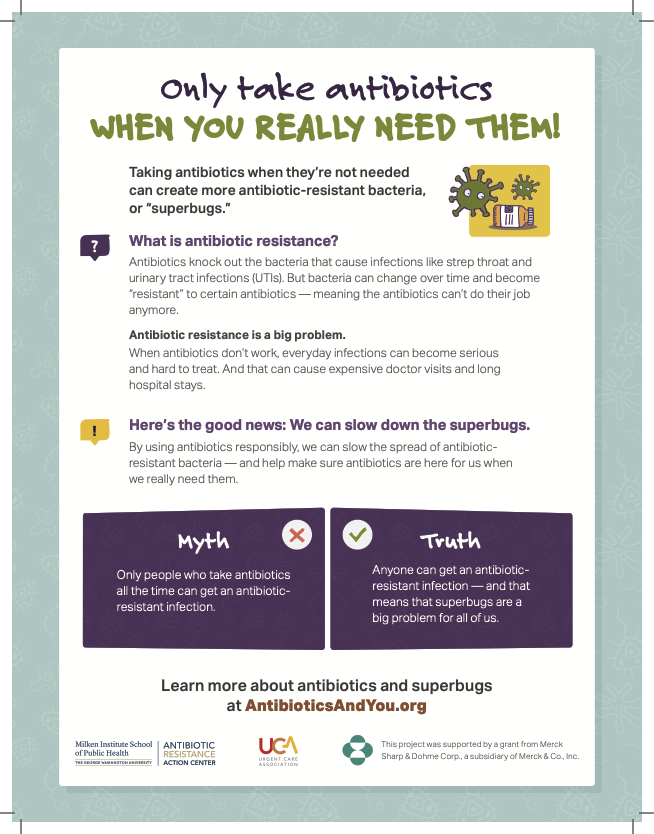 Only take antibiotics
WHEN YOU REALLY NEED THEM!
Taking antibiotics when they're not needed
can create more antibiotic-resistant bacteria,
or "superbugs."
?
What is antibiotic resistance?
Antibiotics knock out the bacteria that cause infections like strep throat and
urinary tract infections (UTIs). But bacteria can change over time and become
"resistant" to certain antibiotics — meaning the antibiotics can't do their job
anymore.
Antibiotic resistance is a big problem.
When antibiotics don't work, everyday infections can become serious
and hard to treat. And that can cause expensive doctor visits and long
hospital stays.
!
Here's the good news: We can slow down the superbugs.
By using antibiotics responsibly, we can slow the spread of antibiotic-
resistant bacteria — and help make sure antibiotics are here for us when
we really need them.
Myth
Only people who take antibiotics
all the time can get an antibiotic-
resistant infection.
Truth
Anyone can get an antibiotic-
resistant infection — and that
means that superbugs are a
big problem for all of us.
Learn more about antibiotics and superbugs
at AntibioticsAndYou.org
Milken Institute School
of Public Health
THE GEORGE WASHINGTON UNIVERSITY
ANTIBIOTIC
RESISTANCE
ACTION CENTER
UCA
URGENT CARE
ASSOCIATION
This project was supported by a grant from Merck
Sharp & Dohme Corp., a subsidiary of Merck & Co., Inc.